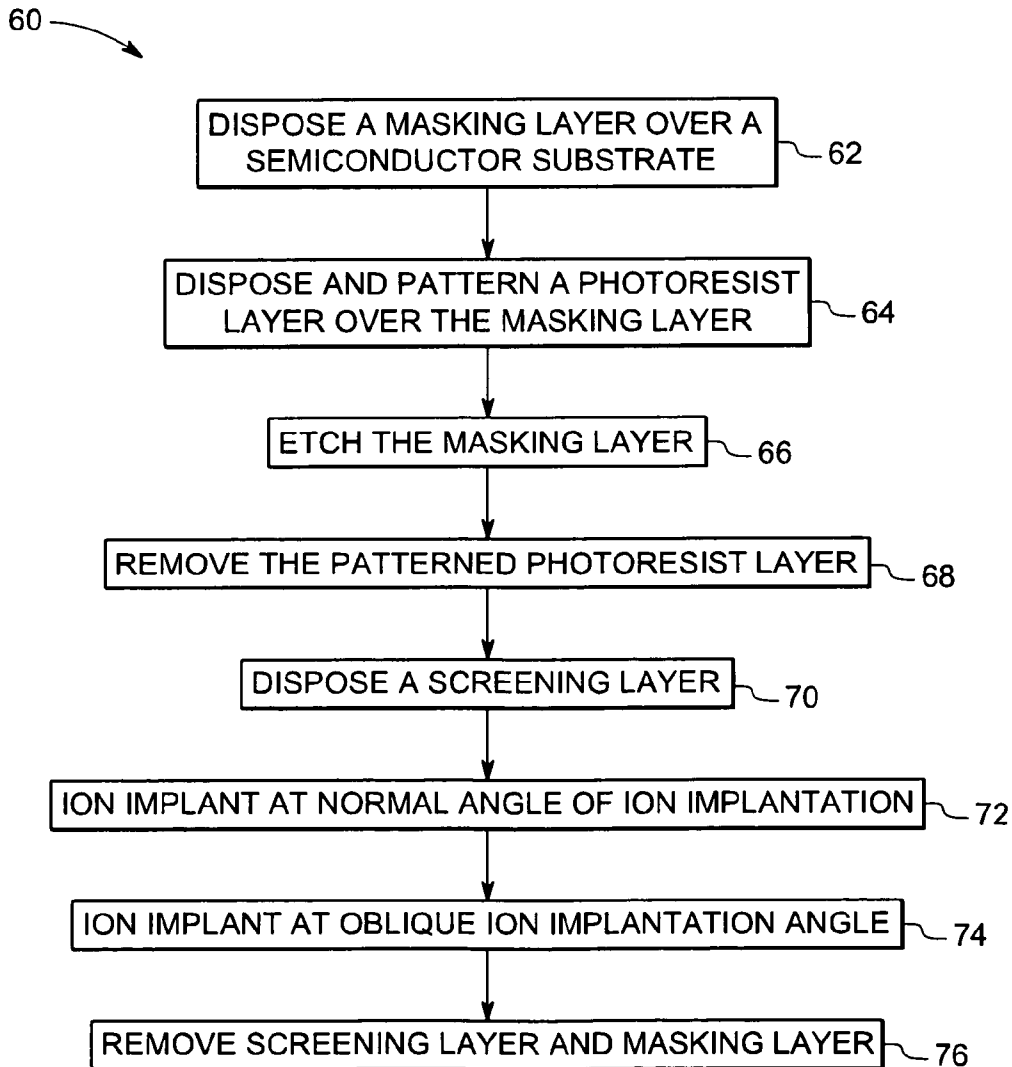 60
DISPOSE A MASKING LAYER OVER A
SEMICONDUCTOR SUBSTRATE
62
DISPOSE AND PATTERN A PHOTORESIST
LAYER OVER THE MASKING LAYER
64
ETCH THE MASKING LAYER
66
REMOVE THE PATTERNED PHOTORESIST LAYER
68
DISPOSE A SCREENING LAYER
70
ION IMPLANT AT NORMAL ANGLE OF ION IMPLANTATION
72
ION IMPLANT AT OBLIQUE ION IMPLANTATION ANGLE
74
REMOVE SCREENING LAYER AND MASKING LAYER
76